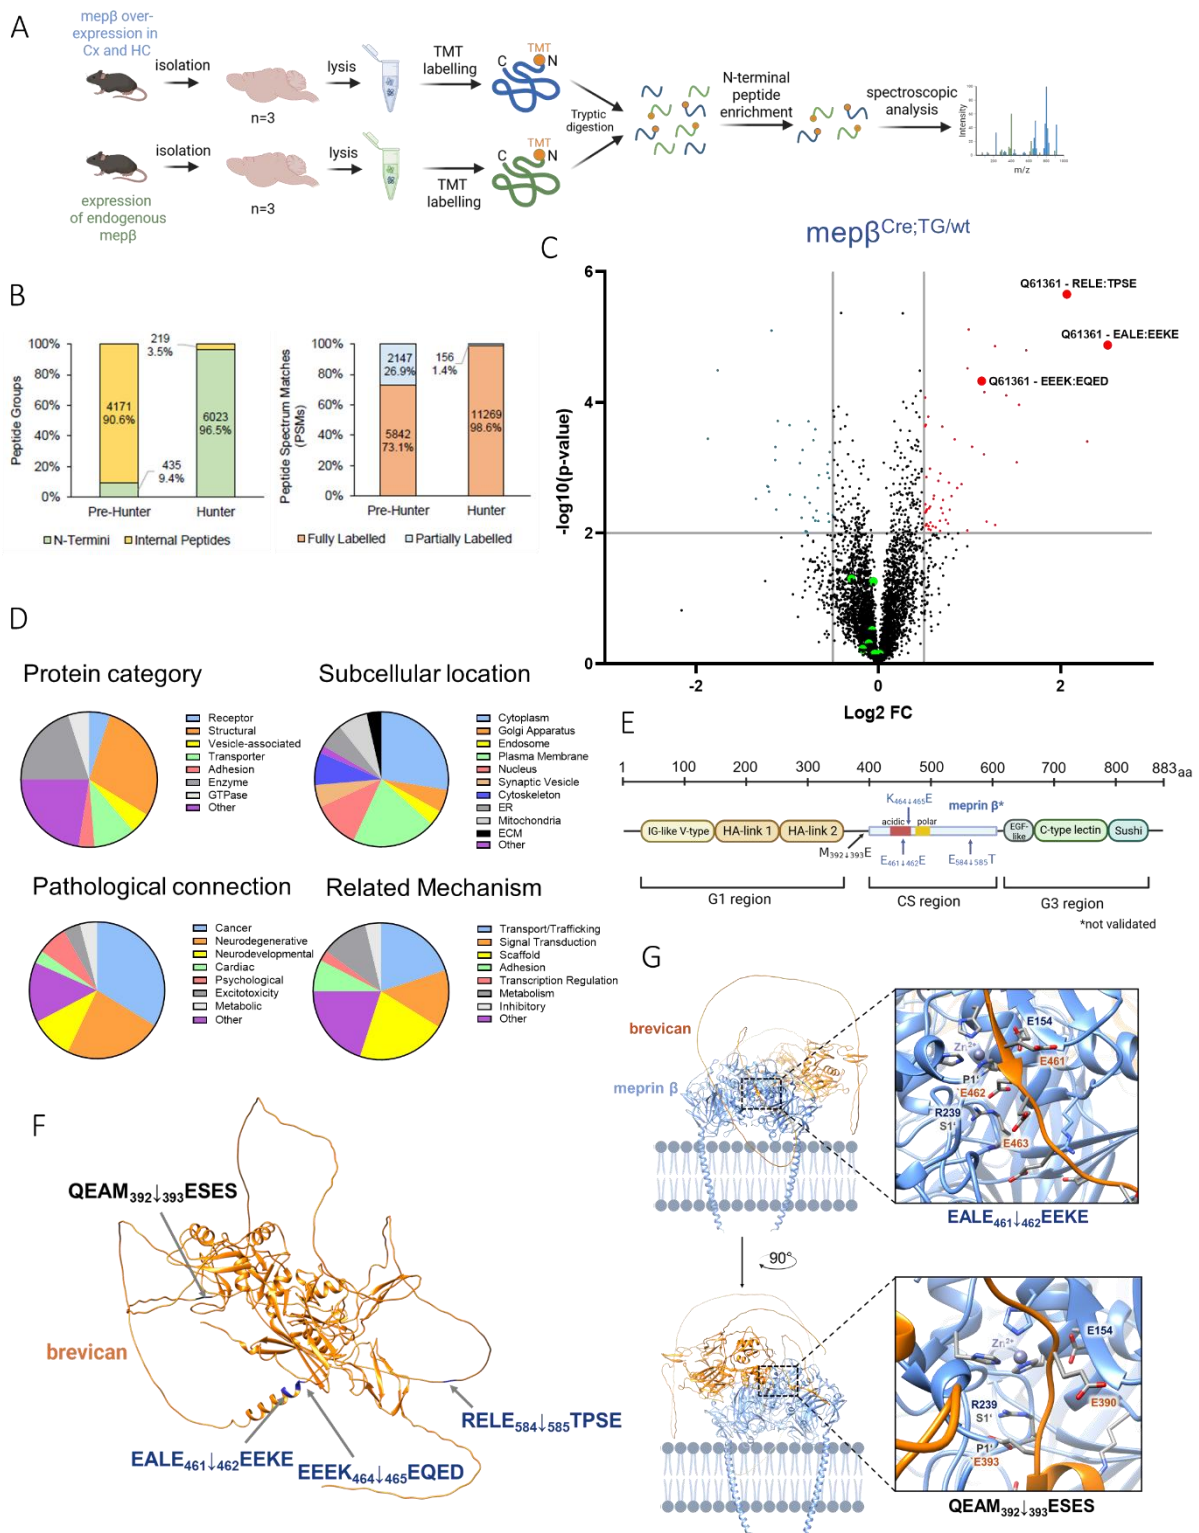 A
mepβ over-
expression in
Cx and HC
isolation
n=3
lysis
TMT
labelling
TMT
C
N
Tryptic
digestion
N-terminal
peptide
enrichment
spectroscopic
analysis
Intensity
m/z
isolation
n=3
lysis
TMT
labelling
TMT
C
N
expression
of endogenous
mepβ
B
Peptide Groups
100%
80%
60%
40%
20%
0%
4171
90.6%
435
9.4%
219
3.5%
6023
96.5%
Pre-Hunter
Hunter
N-Termini
Internal Peptides
Peptide Spectrum Matches
(PSMs)
100%
80%
60%
40%
20%
0%
2147
26.9%
5842
73.1%
156
1.4%
11269
98.6%
Pre-Hunter
Hunter
Fully Labelled
Partially Labelled
C
mepβCre;TG/wt
-log10(p-value)
6
4
2
0
-2
0
2
Log2 FC
Q61361 - RELE:TPSE
Q61361 - EALE:EEKE
Q61361 - EEEK:EQED
D
Protein category
Receptor
Structural
Vesicle-associated
Transporter
Adhesion
Enzyme
GTPase
Other
Subcellular location
Cytoplasm
Golgi Apparatus
Endosome
Plasma Membrane
Nucleus
Synaptic Vesicle
Cytoskeleton
ER
Mitochondria
ECM
Other
Pathological connection
Cancer
Neurodegenerative
Neurodevelopmental
Cardiac
Psychological
Excitotoxicity
Metabolic
Other
Related Mechanism
Transport/Trafficking
Signal Transduction
Scaffold
Adhesion
Transcription Regulation
Metabolism
Inhibitory
Other
E
1 100 200 300 400 500 600 700 800 883 aa
K464↓465E
meprin β*
IG-like V-type
HA-link 1
HA-link 2
acidic
polar
EGF-
like
C-type lectin
Sushi
M392↓393E
E461↓462E
E584↓585T
G1 region
CS region
G3 region
*not validated
F
QEAM392↓393ESES
brevican
EALE461↓462EEKE
EEEK464↓465EQED
RELE584↓585TPSE
G
brevican
meprin β
E154
Zn2+
E461
P1'
E462
R239
S1'
E463
EALE461↓462EEKE
90°
E154
Zn2+
E390
R239
S1'
P1'
E393
QEAM392↓393ESES